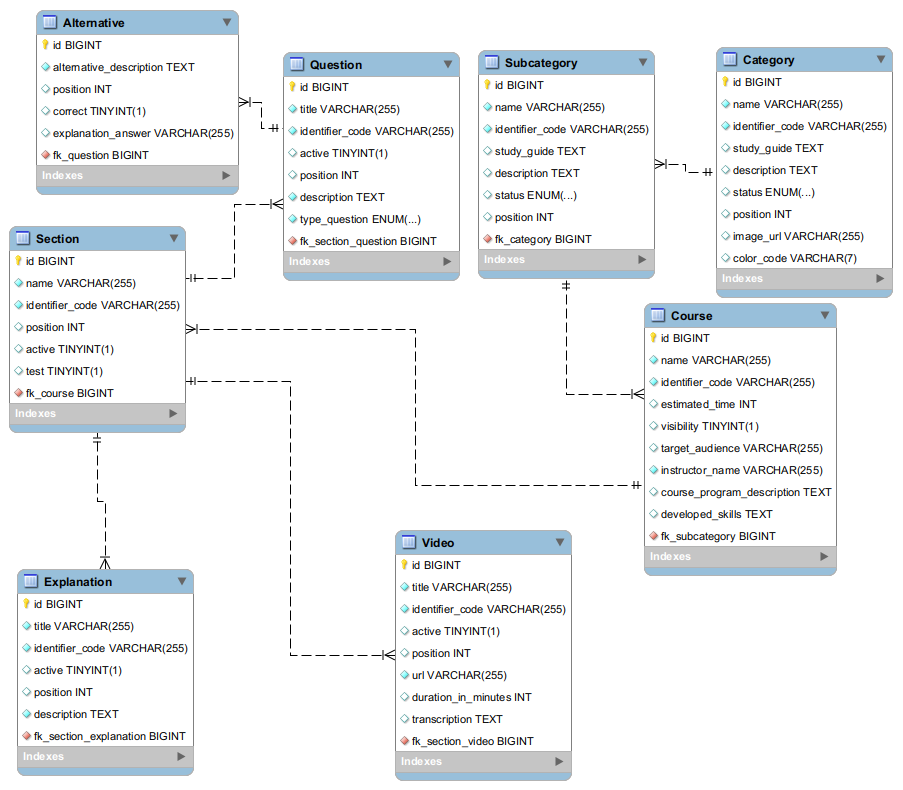 Alternative
id BIGINT
alternative_description TEXT
position INT
correct TINYINT(1)
explanation_answer VARCHAR(255)
fk_question BIGINT
Indexes
Question
id BIGINT
title VARCHAR(255)
identifier_code VARCHAR(255)
active TINYINT(1)
position INT
description TEXT
type_question ENUM(...)
fk_section_question BIGINT
Indexes
Subcategory
id BIGINT
name VARCHAR(255)
identifier_code VARCHAR(255)
study_guide TEXT
description TEXT
status ENUM(...)
position INT
fk_category BIGINT
Indexes
Category
id BIGINT
name VARCHAR(255)
identifier_code VARCHAR(255)
study_guide TEXT
description TEXT
status ENUM(...)
position INT
image_url VARCHAR(255)
color_code VARCHAR(7)
Indexes
Section
id BIGINT
name VARCHAR(255)
identifier_code VARCHAR(255)
position INT
active TINYINT(1)
test TINYINT(1)
fk_course BIGINT
Indexes
Course
id BIGINT
name VARCHAR(255)
identifier_code VARCHAR(255)
estimated_time INT
visibility TINYINT(1)
target_audience VARCHAR(255)
instructor_name VARCHAR(255)
course_program_description TEXT
developed_skills TEXT
fk_subcategory BIGINT
Indexes
Explanation
id BIGINT
title VARCHAR(255)
identifier_code VARCHAR(255)
active TINYINT(1)
position INT
description TEXT
fk_section_explanation BIGINT
Indexes
Video
id BIGINT
title VARCHAR(255)
identifier_code VARCHAR(255)
active TINYINT(1)
position INT
url VARCHAR(255)
duration_in_minutes INT
transcription TEXT
fk_section_video BIGINT
Indexes